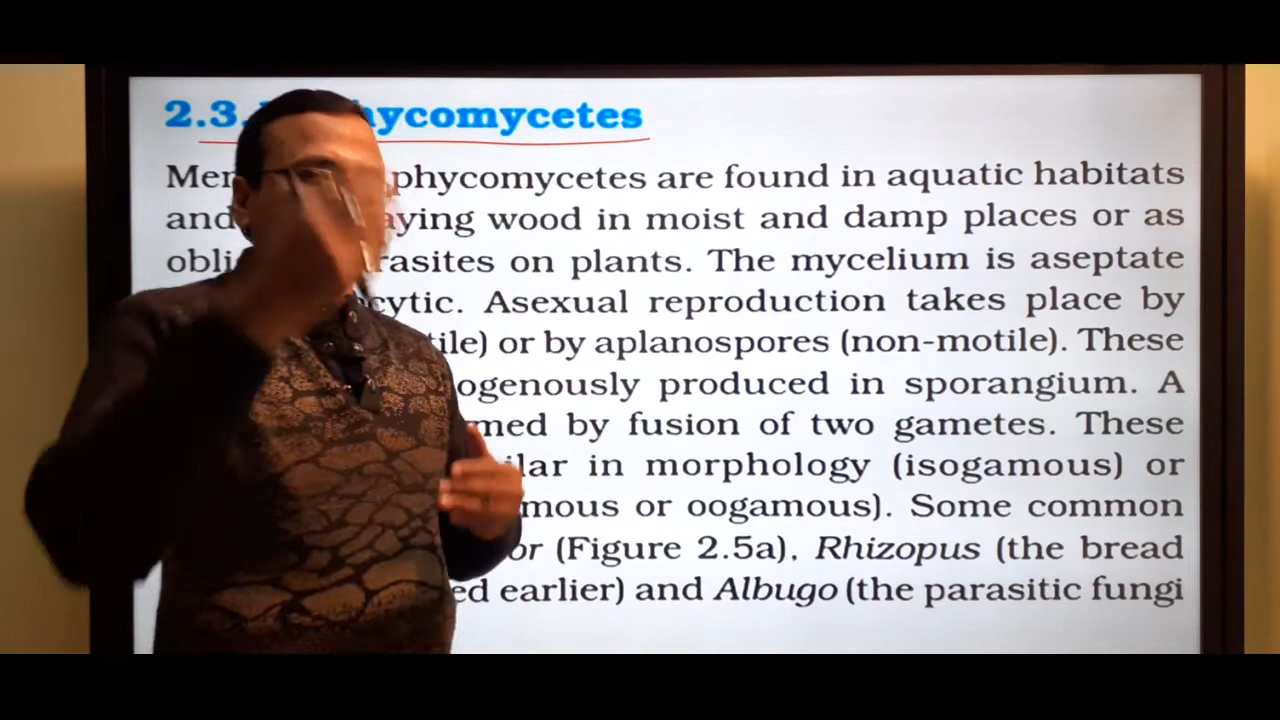 2.3. hycomycetes
Mem phycomycetes are found in aquatic habitats
and aying wood in moist and damp places or as
obli rasites on plants. The mycelium is aseptate
cytic. Asexual reproduction takes place by
tile) or by aplanospores (non-motile). These
ogenously produced in sporangium. A
med by fusion of two gametes. These
ilar in morphology (isogamous) or
mous or oogamous). Some common
or (Figure 2.5a), Rhizopus (the bread
ed earlier) and Albugo (the parasitic fungi